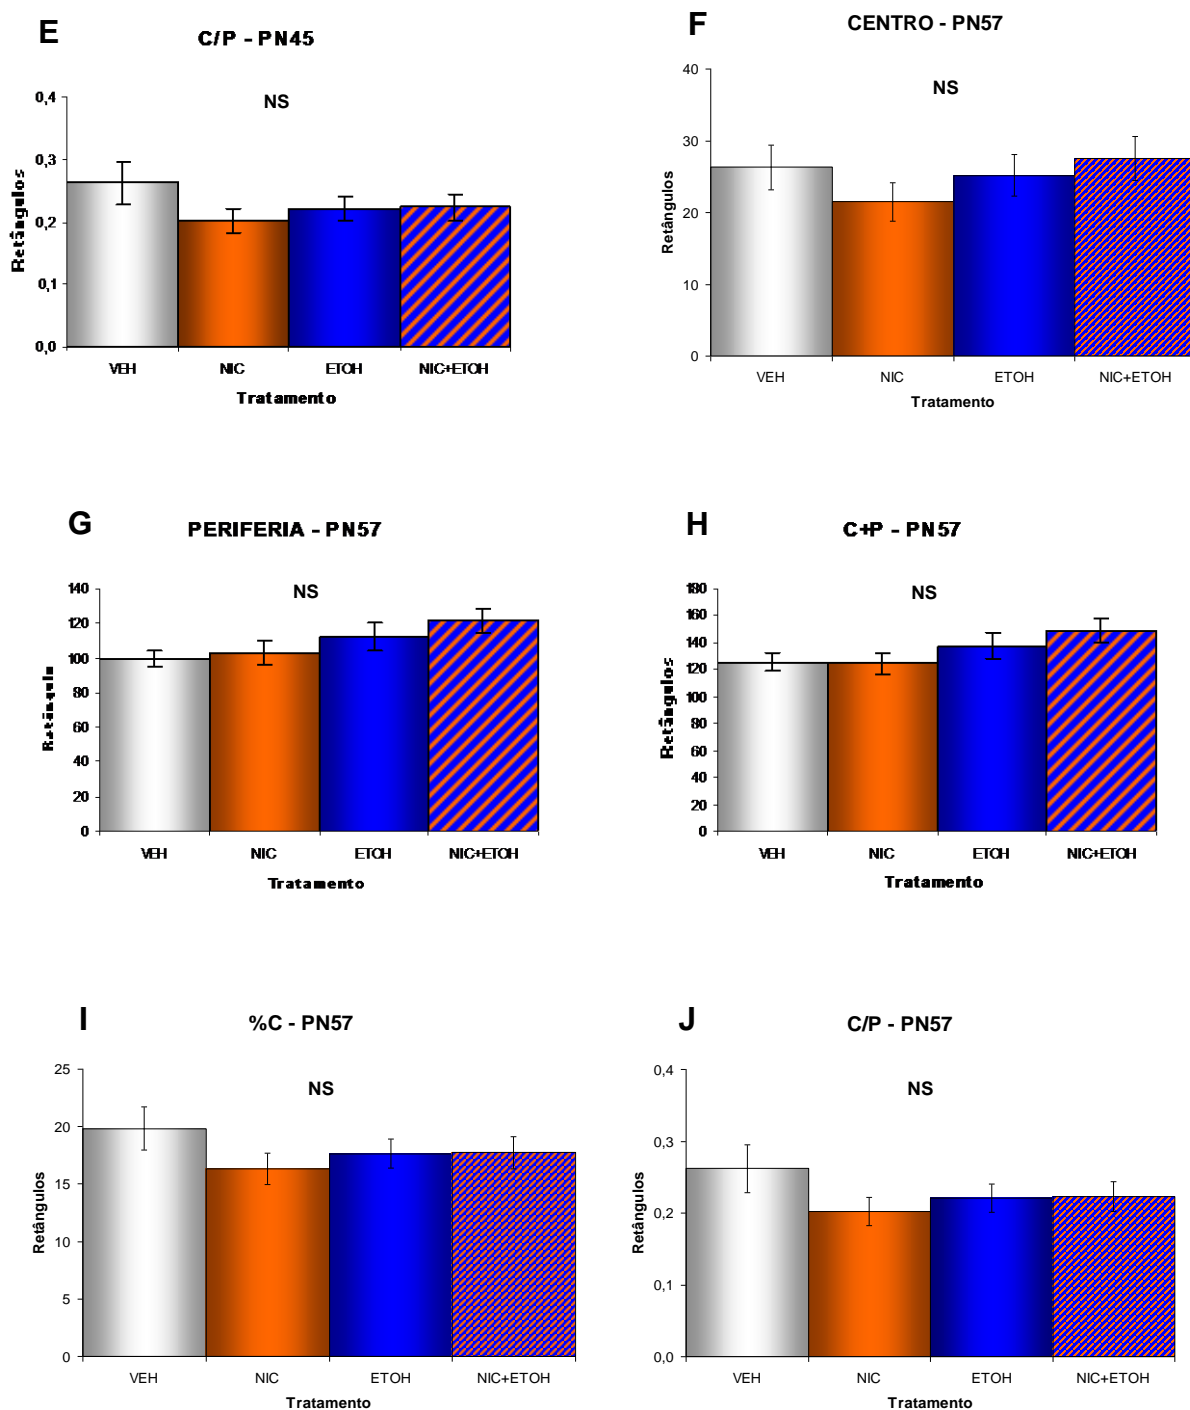 E
C/P - PN45
NS
0,4
0,3
0,2
0,1
0,0
Retângulos
VEH NIC ETOH NIC+ETOH
Tratamento
F
CENTRO - PN57
NS
40
30
20
10
0
Retângulos
VEH NIC ETOH NIC+ETOH
Tratamento
G
PERIFERIA - PN57
NS
140
120
100
80
60
40
20
0
Retângulo
VEH NIC ETOH NIC+ETOH
Tratamento
H
C+P - PN57
NS
180
160
140
120
100
80
60
40
20
0
Retângulos
VEH NIC ETOH NIC+ETOH
Tratamento
I
%C - PN57
NS
25
20
15
10
5
0
Retângulos
VEH NIC ETOH NIC+ETOH
Tratamento
J
C/P - PN57
NS
0,4
0,3
0,2
0,1
0,0
Retângulos
VEH NIC ETOH NIC+ETOH
Tratamento